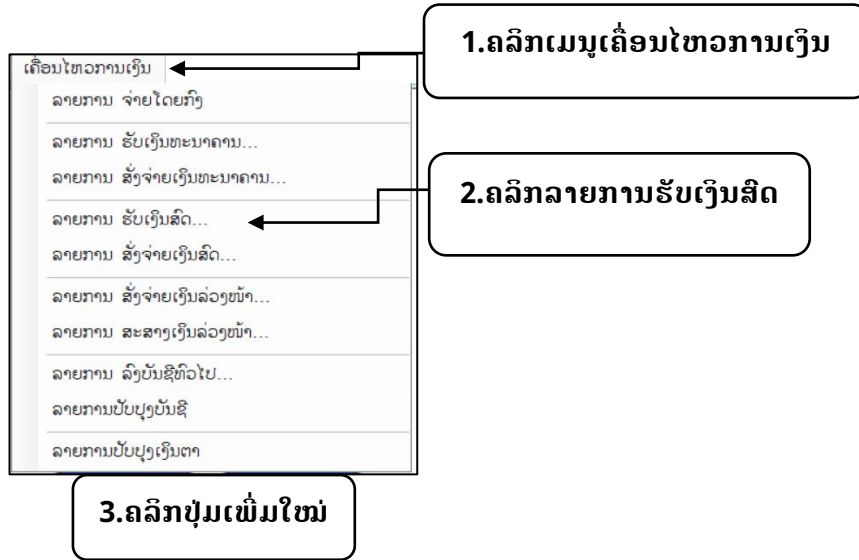 1.ຄລິກເມນູເຄື່ອນໄຫວການເງິນ
ເຄື່ອນໄຫວການເງິນ
ລາຍການ ຈ່າຍໂດຍກົງ
ລາຍການ ຮັບເງິນທະນາຄານ...
ລາຍການ ສັ່ງຈ່າຍເງິນທະນາຄານ...
2.ຄລິກລາຍການຮັບເງິນສົດ
ລາຍການ ຮັບເງິນສົດ...
ລາຍການ ສັ່ງຈ່າຍເງິນສົດ...
ລາຍການ ສັ່ງຈ່າຍເງິນລ່ວງໜ້າ...
ລາຍການ ສະສາງເງິນລ່ວງໜ້າ...
ລາຍການ ລົງບັນຊີທົ່ວໄປ...
ລາຍການປັບປຸງບັນຊີ
ລາຍການປັບປຸງເງິນຕາ
3.ຄລິກປຸ່ມເພີ່ມໃໝ່